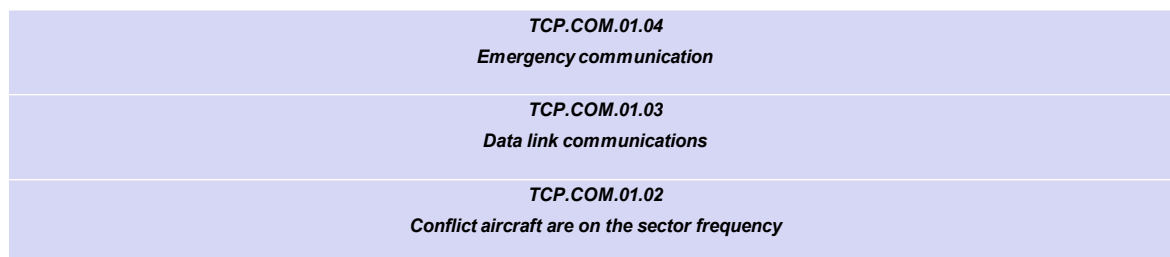 TCP.COM.01.04
Emergency communication
TCP.COM.01.03
Data link communications
TCP.COM.01.02
Conflict aircraft are on the sector frequency